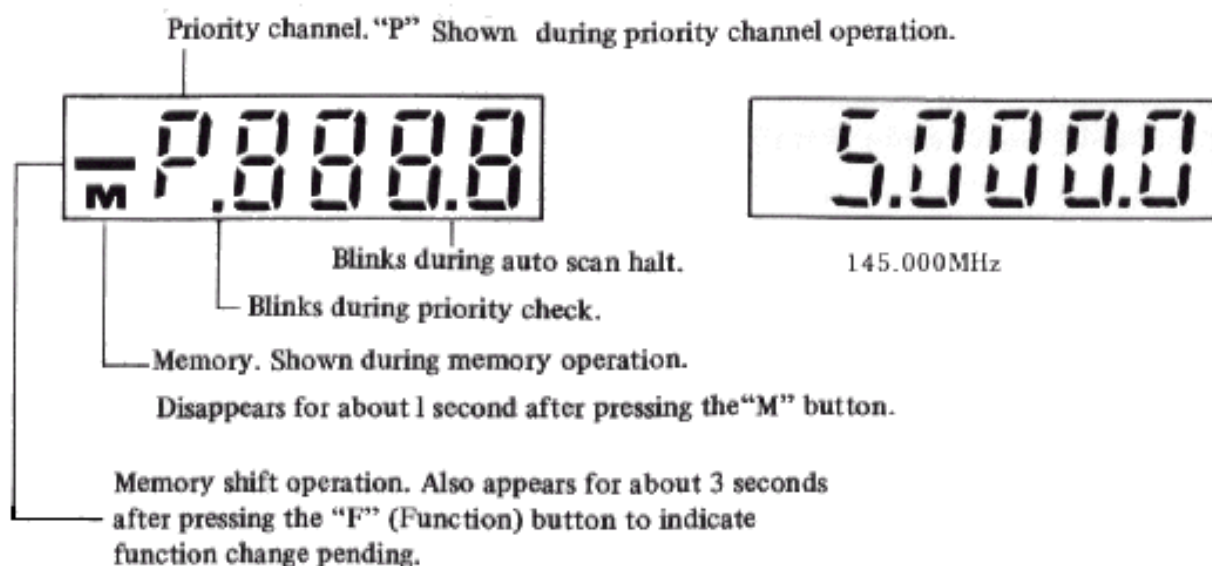 Priority channel. “P” Shown during priority channel operation.
M P.888.8
5.000.0
Blinks during auto scan halt.
145.000MHz
Blinks during priority check.
Memory. Shown during memory operation.
Disappears for about 1 second after pressing the “M” button.
Memory shift operation. Also appears for about 3 seconds
after pressing the “F” (Function) button to indicate
function change pending.